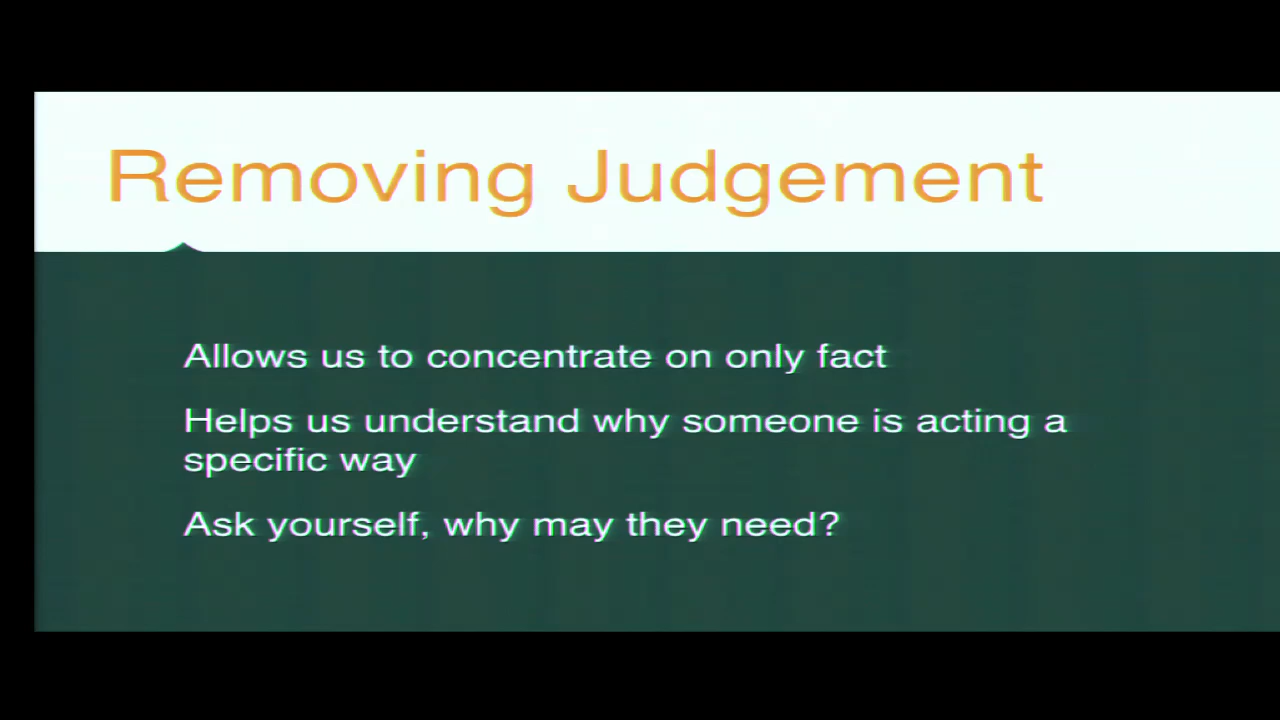 Removing Judgement
Allows us to concentrate on only fact
Helps us understand why someone is acting a
specific way
Ask yourself, why may they need?